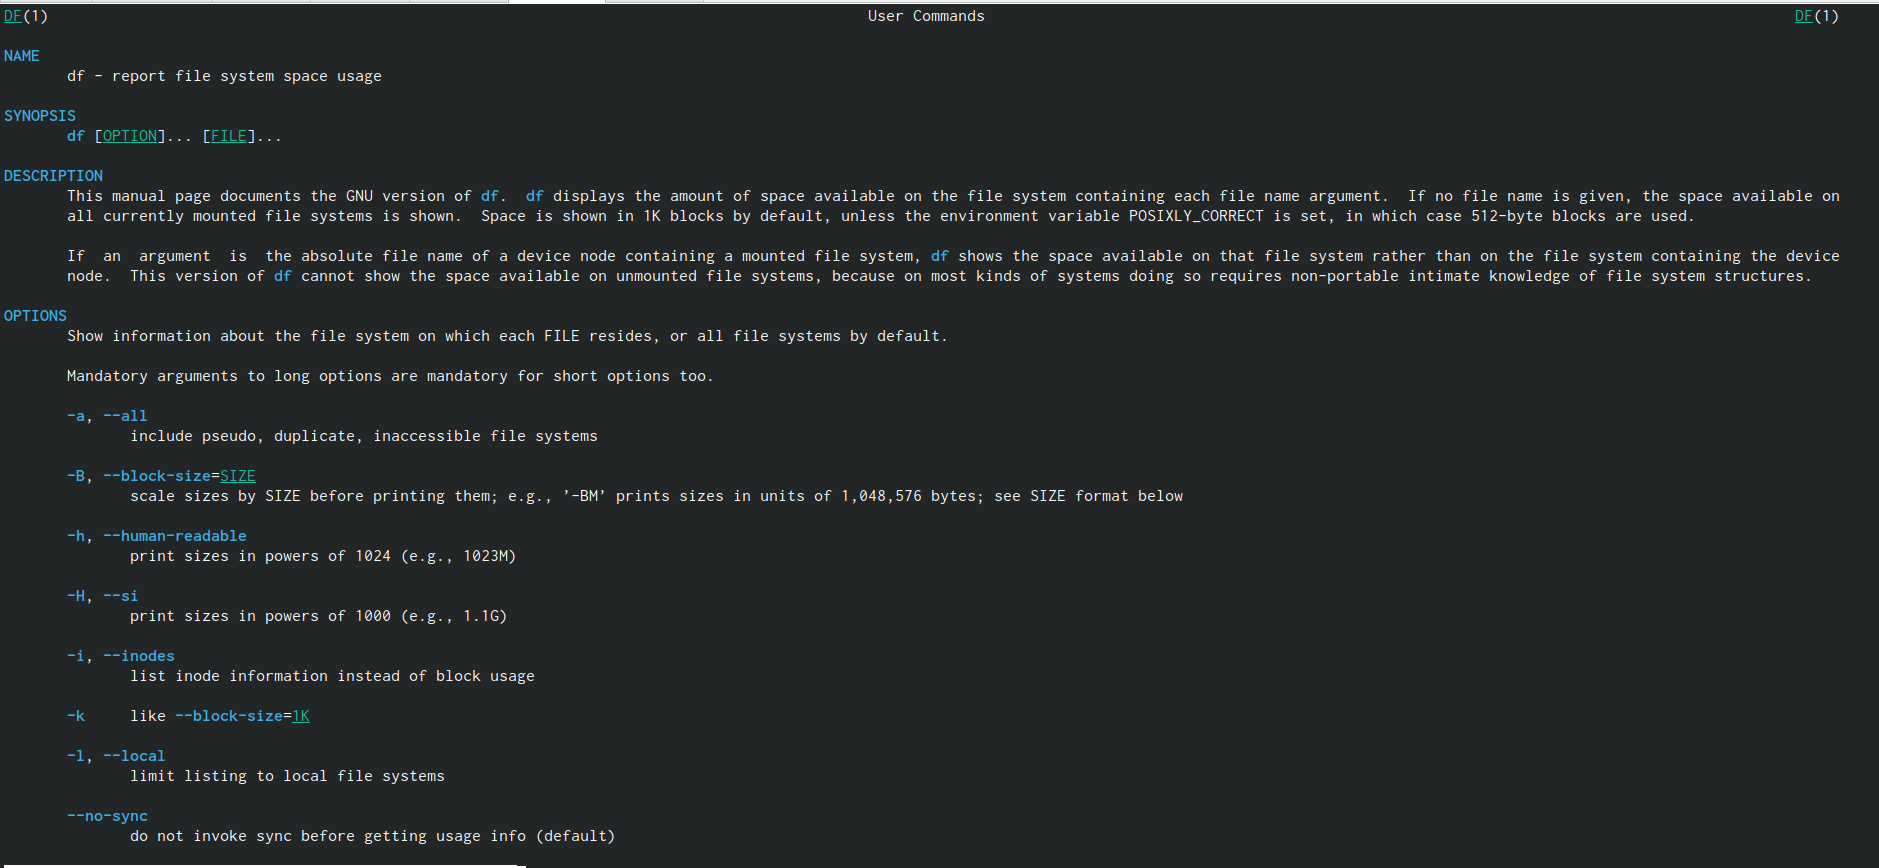 DF(1) User Commands DF(1)
NAME
df - report file system space usage
SYNOPSIS
df [OPTION]... [FILE]...
DESCRIPTION
This manual page documents the GNU version of df.  df displays the amount of space available on the file system containing each file name argument.  If no file name is given, the space available on
all currently mounted file systems is shown.  Space is shown in 1K blocks by default, unless the environment variable POSIXLY_CORRECT is set, in which case 512-byte blocks are used.
If  an  argument  is  the absolute file name of a device node containing a mounted file system, df shows the space available on that file system rather than on the file system containing the device
node.  This version of df cannot show the space available on unmounted file systems, because on most kinds of systems doing so requires non-portable intimate knowledge of file system structures.
OPTIONS
Show information about the file system on which each FILE resides, or all file systems by default.
Mandatory arguments to long options are mandatory for short options too.
-a, --all
include pseudo, duplicate, inaccessible file systems
-B, --block-size=SIZE
scale sizes by SIZE before printing them; e.g., ’-BM’ prints sizes in units of 1,048,576 bytes; see SIZE format below
-h, --human-readable
print sizes in powers of 1024 (e.g., 1023M)
-H, --si
print sizes in powers of 1000 (e.g., 1.1G)
-i, --inodes
list inode information instead of block usage
-k     like --block-size=1K
-l, --local
limit listing to local file systems
--no-sync
do not invoke sync before getting usage info (default)